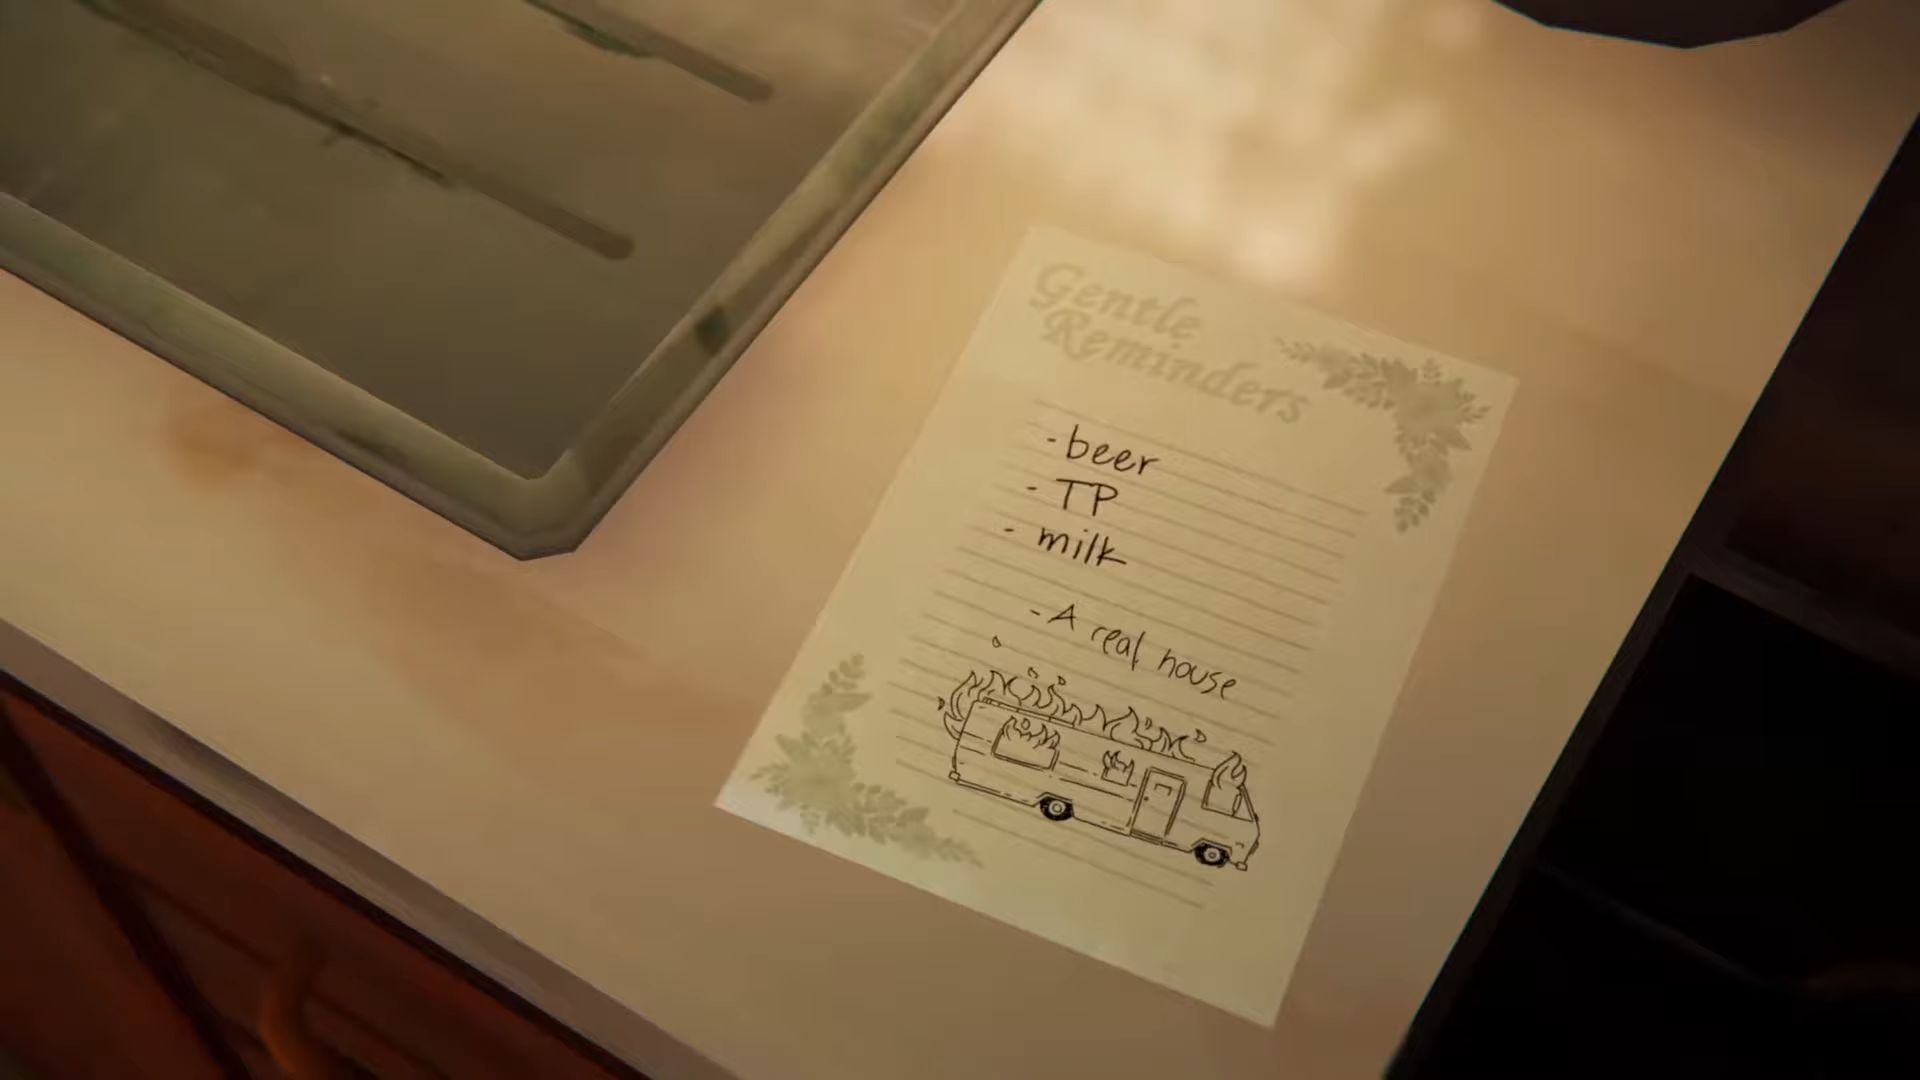 Gentle
Reminders
- beer
- TP
- milk
- A real house